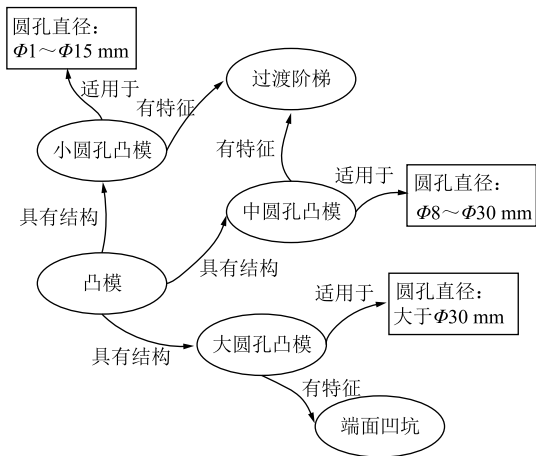 圆孔直径：
Φ1～Φ15 mm
适用于
有特征
过渡阶梯
小圆孔凸模
有特征
适用于
具有结构
中圆孔凸模
圆孔直径：
Φ8～Φ30 mm
凸模
具有结构
适用于
圆孔直径：
大于Φ30 mm
具有结构
大圆孔凸模
有特征
端面凹坑